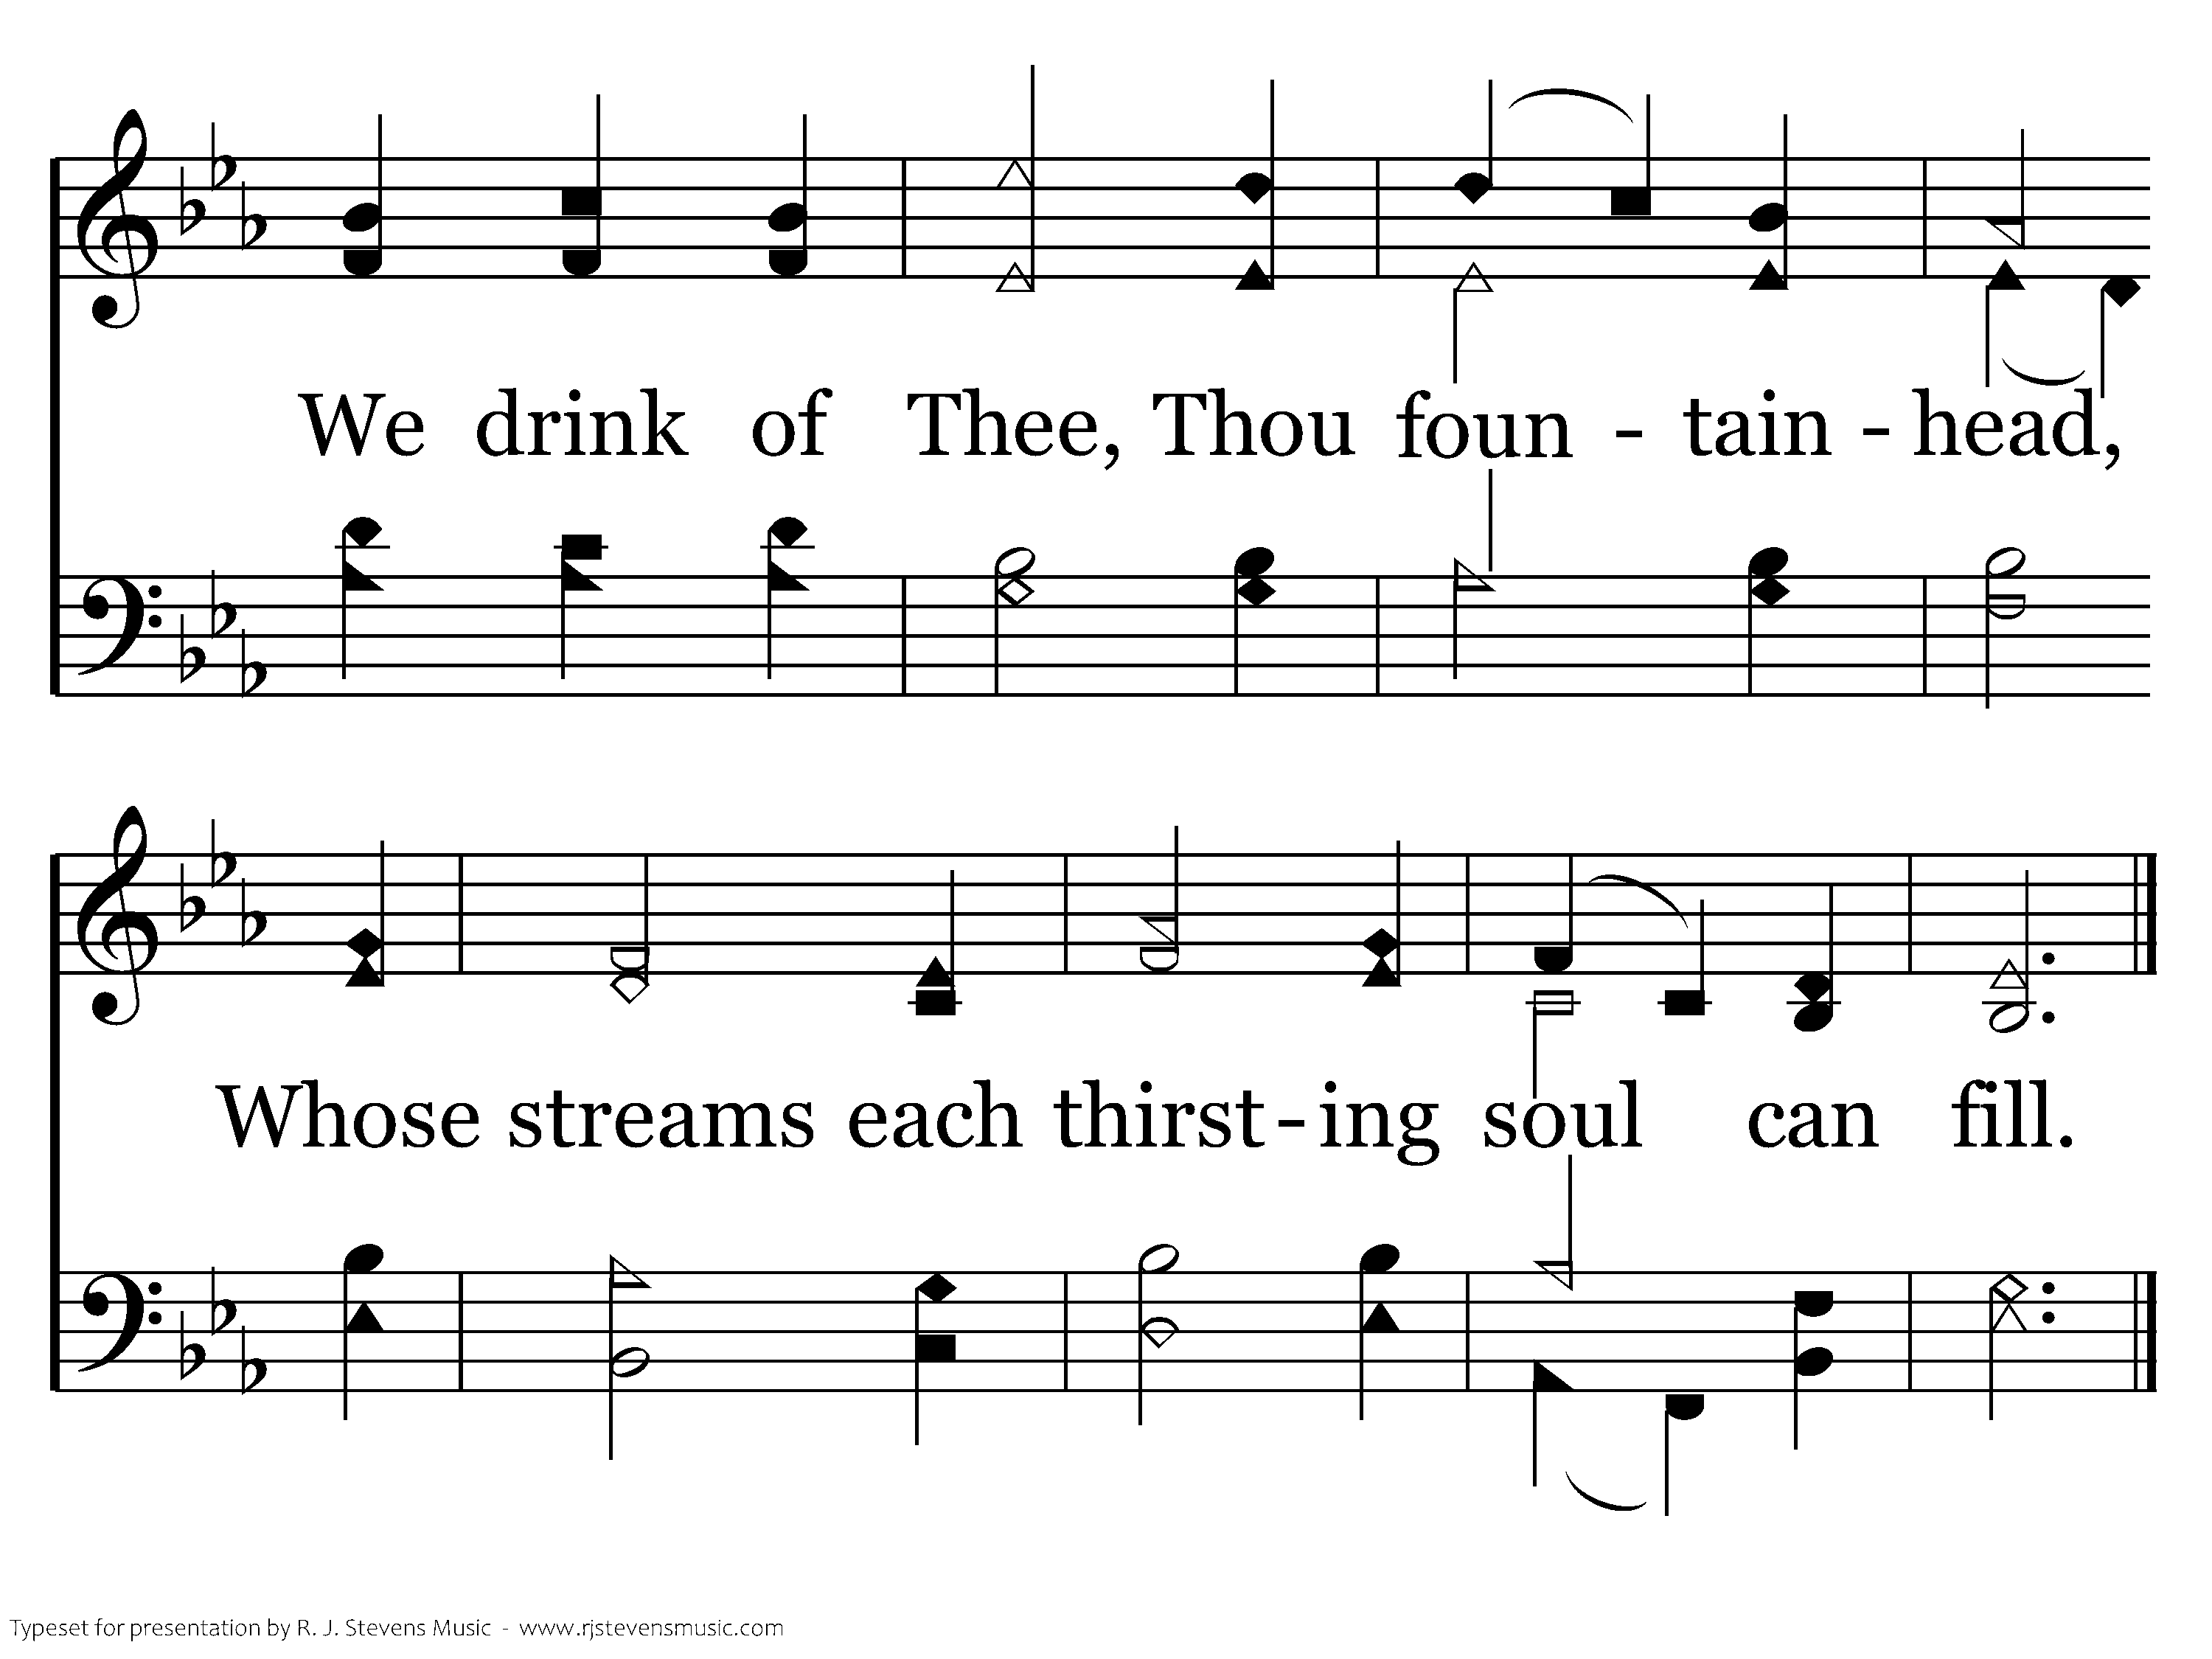 We drink of Thee, Thou foun - tain - head,
Whose streams each thirst - ing soul can fill.
Typeset for presentation by R. J. Stevens Music - www.rjstevensmusic.com